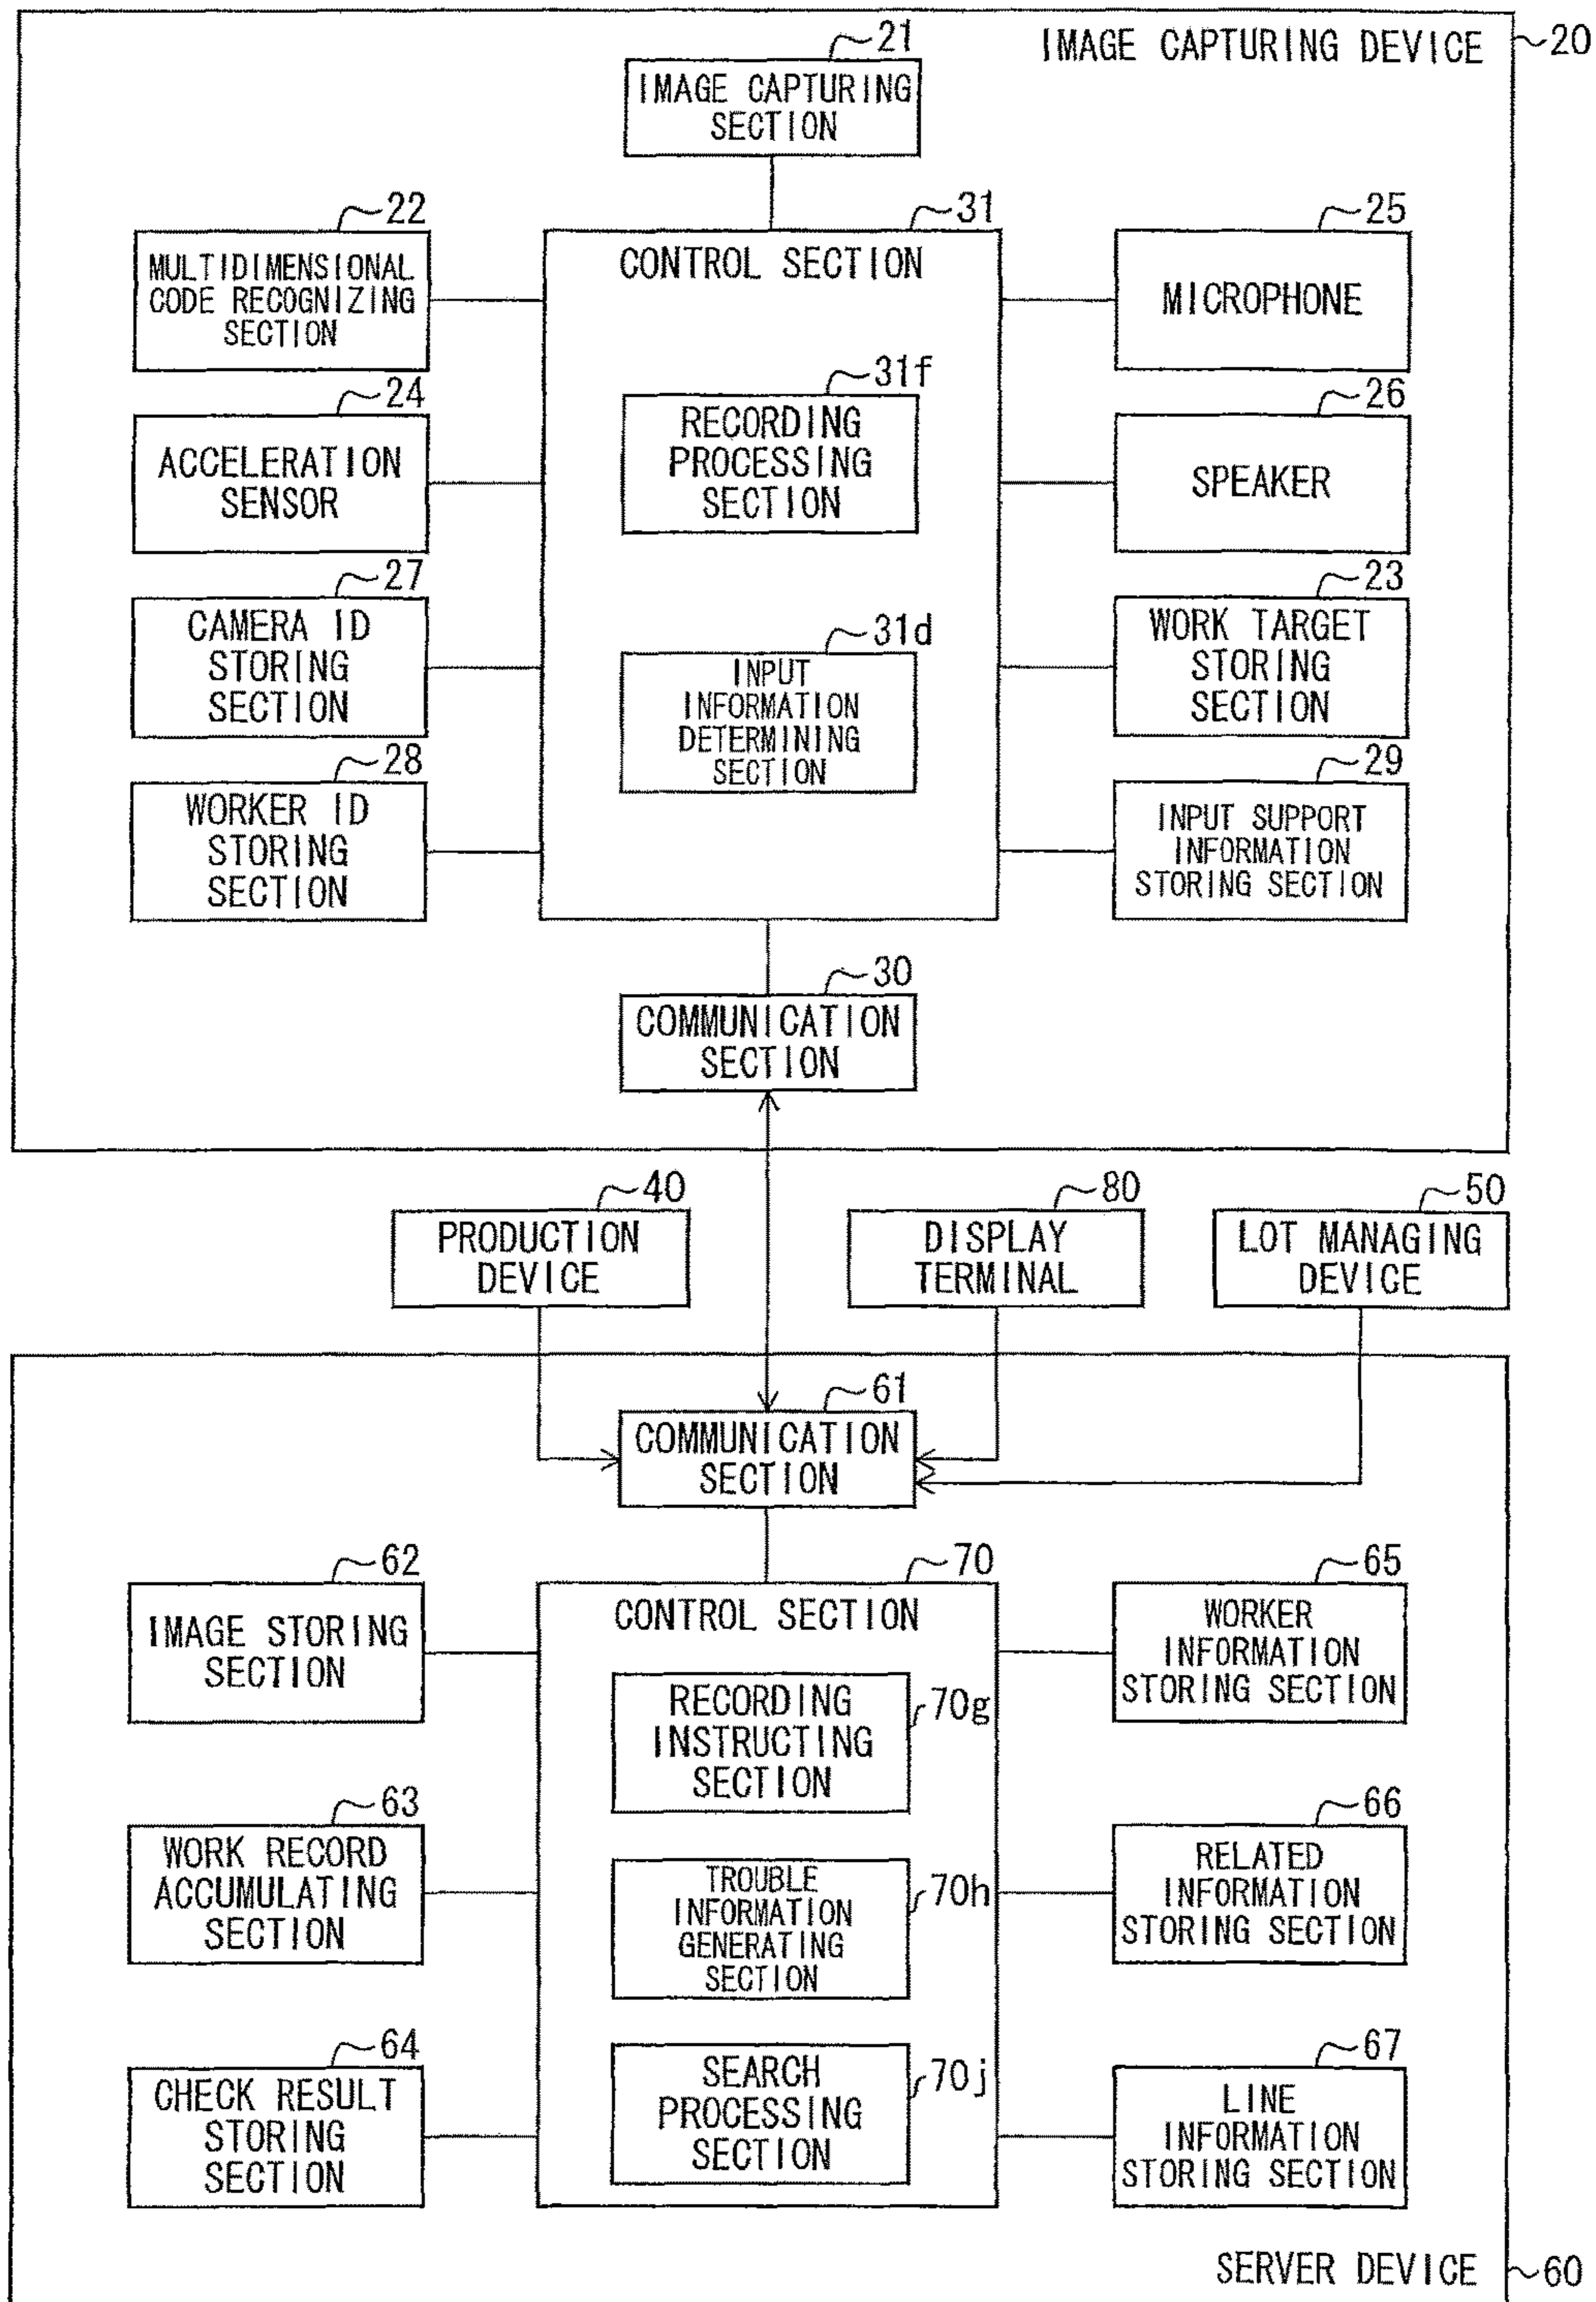 IMAGE CAPTURING DEVICE
20
21
IMAGE CAPTURING
SECTION
22
MULTIDIMENSIONAL
CODE RECOGNIZING
SECTION
31
CONTROL SECTION
25
MICROPHONE
24
ACCELERATION
SENSOR
31f
RECORDING
PROCESSING
SECTION
26
SPEAKER
27
CAMERA ID
STORING
SECTION
31d
INPUT
INFORMATION
DETERMINING
SECTION
23
WORK TARGET
STORING
SECTION
28
WORKER ID
STORING
SECTION
29
INPUT SUPPORT
INFORMATION
STORING SECTION
30
COMMUNICATION
SECTION
40
PRODUCTION
DEVICE
80
DISPLAY
TERMINAL
50
LOT MANAGING
DEVICE
61
COMMUNICATION
SECTION
62
IMAGE STORING
SECTION
70
CONTROL SECTION
65
WORKER
INFORMATION
STORING SECTION
RECORDING
INSTRUCTING
SECTION
70g
63
WORK RECORD
ACCUMULATING
SECTION
TROUBLE
INFORMATION
GENERATING
SECTION
70h
66
RELATED
INFORMATION
STORING SECTION
64
CHECK RESULT
STORING
SECTION
SEARCH
PROCESSING
SECTION
70j
67
LINE
INFORMATION
STORING SECTION
SERVER DEVICE
60